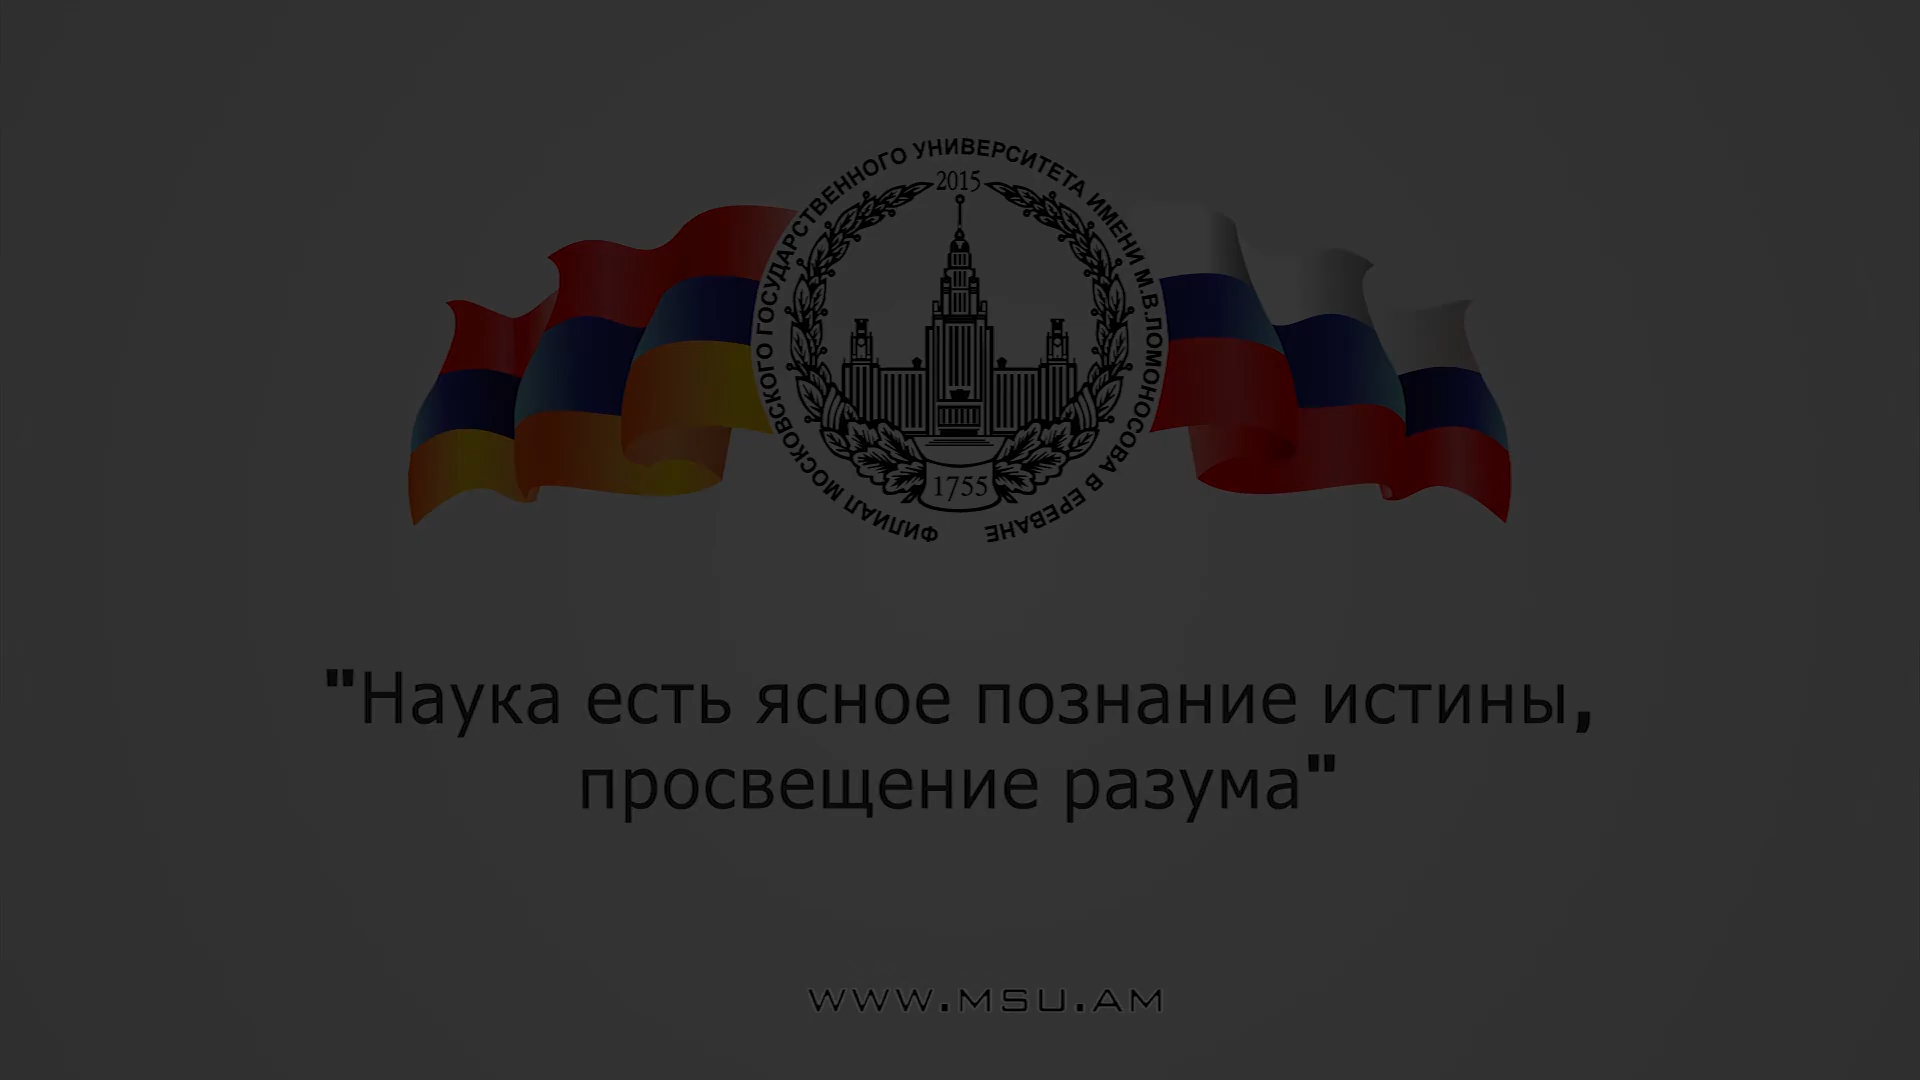 ФИЛИАЛ МОСКОВСКОГО ГОСУДАРСТВЕННОГО УНИВЕРСИТЕТА ИМЕНИ М.В.ЛОМОНОСОВА В ЕРЕВАНЕ
2015
1755
"Наука есть ясное познание истины,
просвещение разума"
WWW.MSU.AM